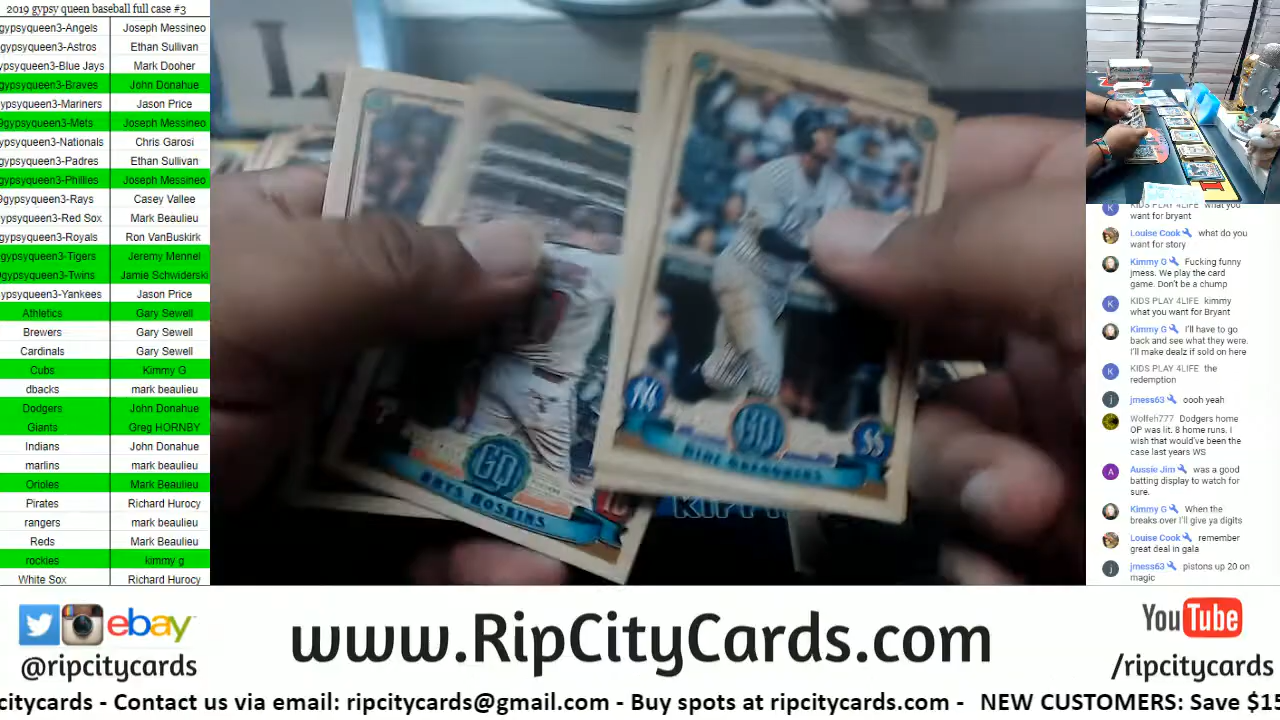 2019 gypsy queen baseball full case #3
gypsyqueen3-Angels Joseph Messineo
gypsyqueen3-Astros Ethan Sullivan
gypsyqueen3-Blue Jays Mark Dooher
gypsyqueen3-Braves John Donahue
gypsyqueen3-Mariners Jason Price
9gypsyqueen3-Mets Joseph Messineo
gypsyqueen3-Nationals Chris Garosi
gypsyqueen3-Padres Ethan Sullivan
gypsyqueen3-Phillies Joseph Messineo
9gypsyqueen3-Rays Casey Vallee
gypsyqueen3-Red Sox Mark Beaulieu
gypsyqueen3-Royals Ron VanBuskirk
gypsyqueen3-Tigers Jeremy Mennel
gypsyqueen3-Twins Jamie Schwiderski
gypsyqueen3-Yankees Jason Price
Athletics Gary Sewell
Brewers Gary Sewell
Cardinals Gary Sewell
Cubs Kimmy G
dbacks mark beaulieu
Dodgers John Donahue
Giants Greg HORNBY
Indians John Donahue
marlins mark beaulieu
Orioles Mark Beaulieu
Pirates Richard Hurocy
rangers mark beaulieu
Reds Mark Beaulieu
rockies kimmy g
White Sox Richard Hurocy
GQ
RHYS HOSKINS
GQ
SS
K KIDS PLAY 4LIFE what you
want for bryant
Louise Cook what do you
want for story
Kimmy G Fucking funny
jmess. We play the card
game. Don't be a chump
K KIDS PLAY 4LIFE kimmy
what you want for Bryant
Kimmy G I'll have to go
back and see what they were.
I'll make dealz if sold on here
K KIDS PLAY 4LIFE the
redemption
j jmess63 oooh yeah
Wolfeh777 Dodgers home
OP was lit. 8 home runs. I
wish that would've been the
case last years WS
A Aussie Jim was a good
batting display to watch for
sure.
Kimmy G When the
breaks over I'll give ya digits
Louise Cook remember
great deal in gala
j jmess63 pistons up 20 on
magic
ebay
@ripcitycards
www.RipCityCards.com
YouTube
/ripcitycards
citycards - Contact us via email: ripcitycards@gmail.com - Buy spots at ripcitycards.com - NEW CUSTOMERS: Save $15